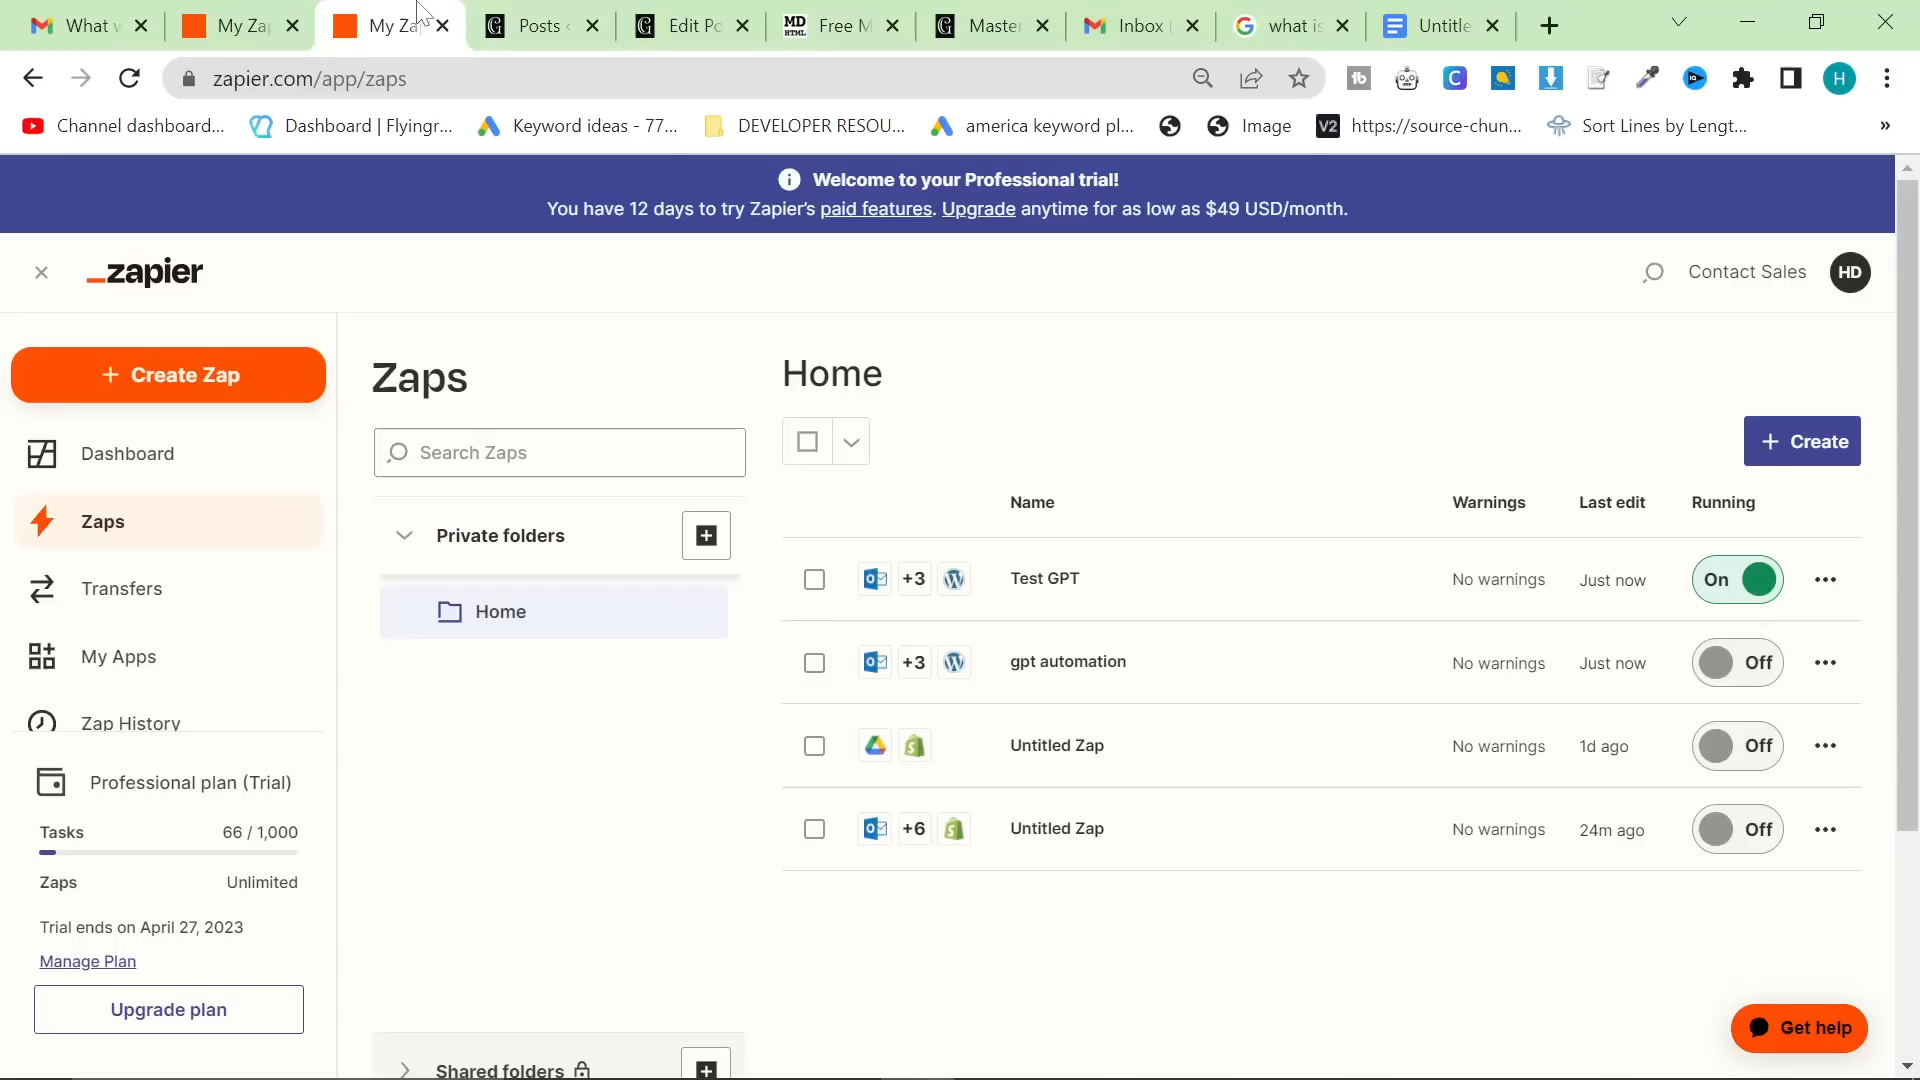 What w
My Zap
My Za
Posts ‹
Edit Po
MD HTML
Free M
Master
Inbox (
what is
Untitle
zapier.com/app/zaps
tb
C
H
Channel dashboard...
Dashboard | Flyingr...
Keyword ideas - 77...
DEVELOPER RESOU...
america keyword pl...
Image
V2
https://source-chun...
Sort Lines by Lengt...
»
Welcome to your Professional trial!
You have 12 days to try Zapier's paid features. Upgrade anytime for as low as $49 USD/month.
_zapier
Contact Sales
HD
+ Create Zap
Dashboard
Zaps
Transfers
My Apps
Zap History
Professional plan (Trial)
Tasks 66 / 1,000
Zaps Unlimited
Trial ends on April 27, 2023
Manage Plan
Upgrade plan
Zaps
Search Zaps
Private folders
Home
Shared folders
Home
+ Create
Name Warnings Last edit Running
+3 Test GPT No warnings Just now On
+3 gpt automation No warnings Just now Off
Untitled Zap No warnings 1d ago Off
+6 Untitled Zap No warnings 24m ago Off
Get help